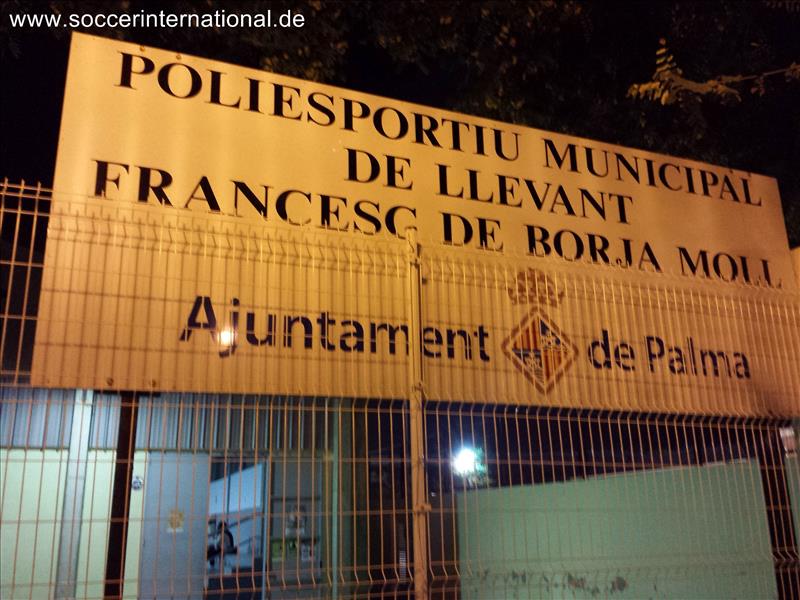 www.soccerinternational.de
POLIESPORTIU MUNICIPAL
DE LLEVANT
FRANCESC DE BORJA MOLL
Ajuntament de Palma